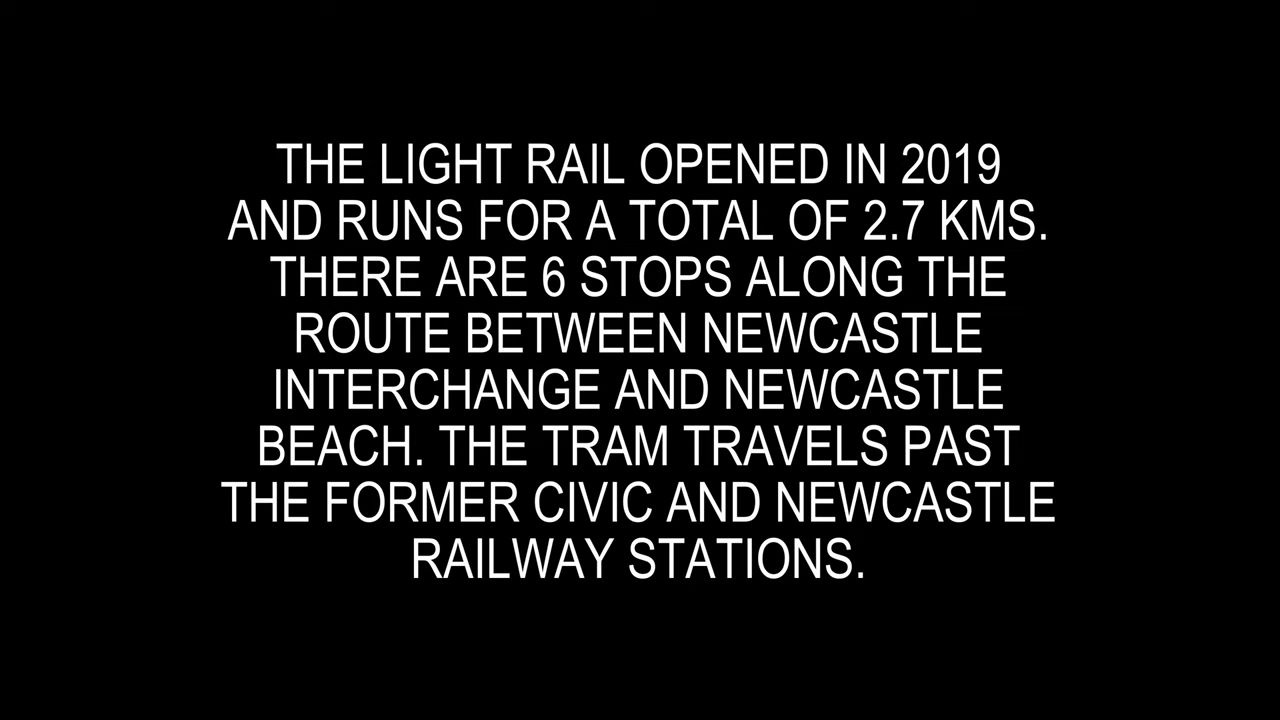 THE LIGHT RAIL OPENED IN 2019
AND RUNS FOR A TOTAL OF 2.7 KMS.
THERE ARE 6 STOPS ALONG THE
ROUTE BETWEEN NEWCASTLE
INTERCHANGE AND NEWCASTLE
BEACH. THE TRAM TRAVELS PAST
THE FORMER CIVIC AND NEWCASTLE
RAILWAY STATIONS.